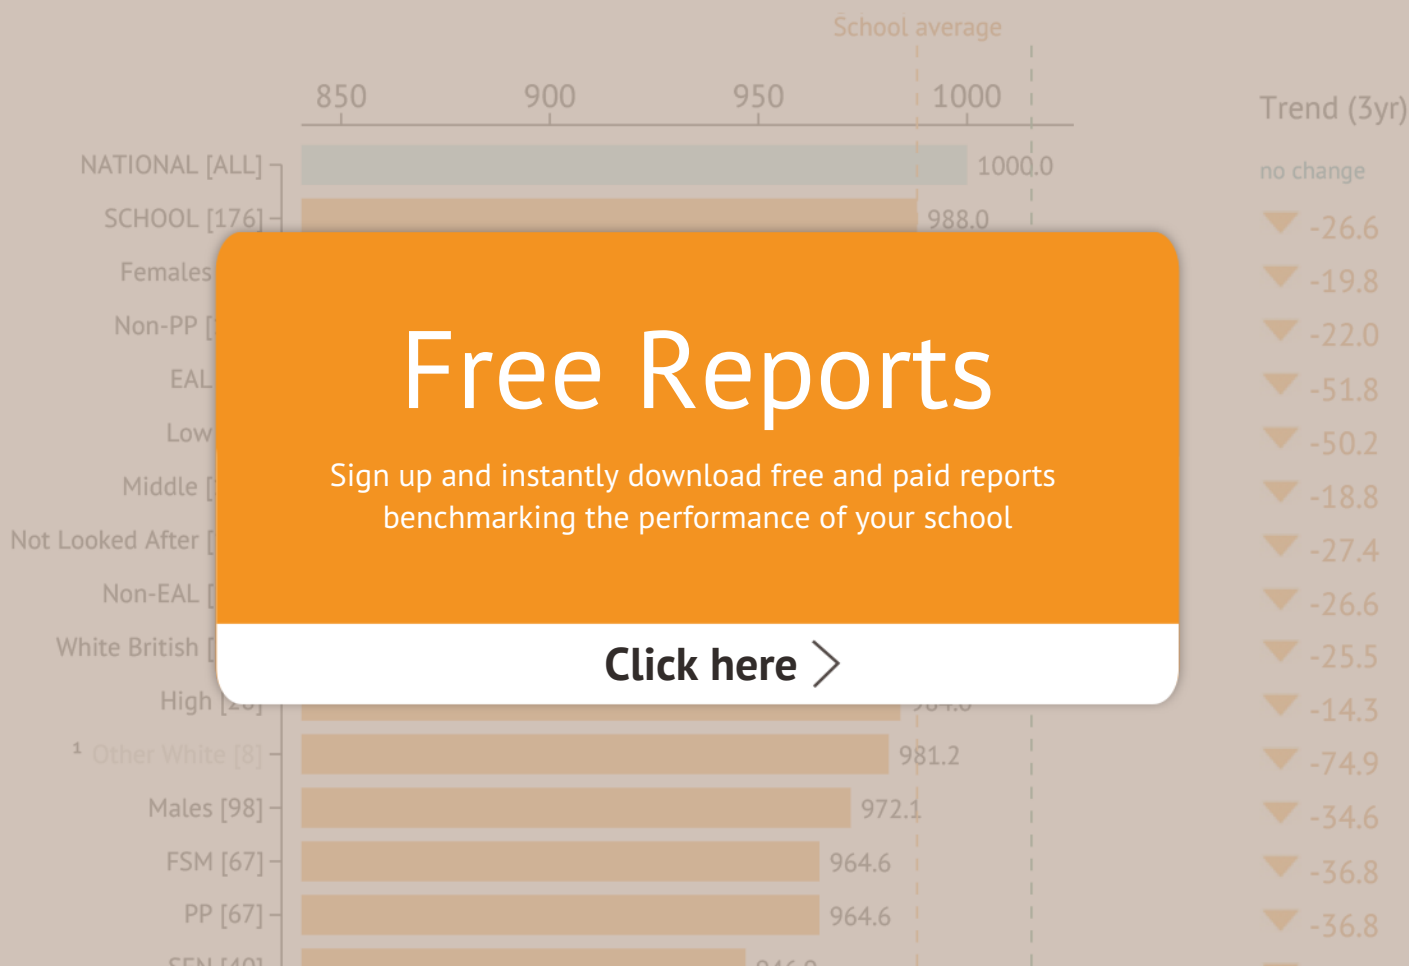 School average
850 900 950 1000
Trend (3yr)
NATIONAL [ALL] 1000.0 no change
SCHOOL [176] 988.0 -26.6
Females -19.8
Non-PP [ -22.0
EAL -51.8
Low -50.2
Middle [ -18.8
Not Looked After [ -27.4
Non-EAL [ -26.6
White British [ -25.5
High -14.3
1 Other White [8] 981.2 -74.9
Males [98] 972.1 -34.6
FSM [67] 964.6 -36.8
PP [67] 964.6 -36.8
Free Reports
Sign up and instantly download free and paid reports
benchmarking the performance of your school
Click here